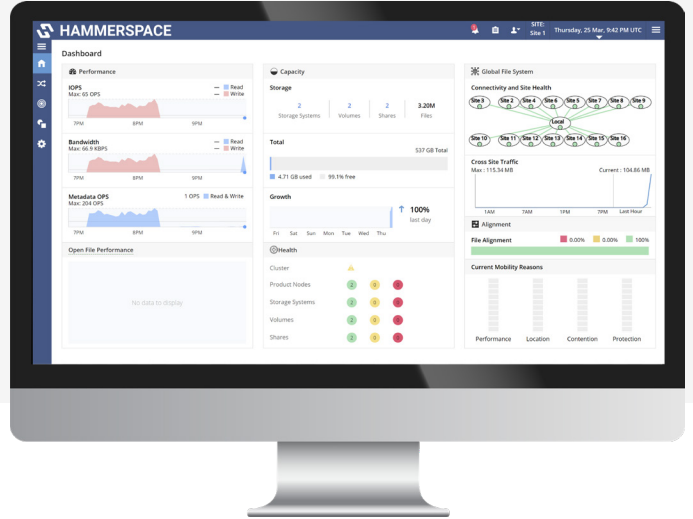 HAMMERSPACE
SITE:
Site 1
Thursday, 25 Mar, 9:42 PM UTC
Dashboard
Performance
IOPS
Max: 65 OPS
— Read
— Write
7PM 8PM 9PM
Bandwidth
Max: 66.9 KBPS
— Read
— Write
7PM 8PM 9PM
Metadata OPS
Max: 204 OPS
1 OPS Read & Write
7PM 8PM 9PM
Open File Performance
No data to display
Capacity
Storage
2 2 2 3.20M
Storage Systems Volumes Shares Files
Total
537 GB Total
4.71 GB used 99.1% free
Growth
100%
last day
Fri Sat Sun Mon Tue Wed Thu
Health
Cluster
Product Nodes 2 0 0
Storage Systems 2 0 0
Volumes 2 0 0
Shares 2 0 0
Global File System
Connectivity and Site Health
Site 3 Site 2 Site 4 Site 6 Site 5 Site 7 Site 8 Site 9
Local
Site 10 Site 11 Site 12 Site 13 Site 14 Site 15 Site 16
Cross Site Traffic
Max : 115.34 MB
Current : 104.86 MB
1AM 7AM 1PM 7PM Last Hour
Alignment
File Alignment 0.00% 0.00% 100%
Current Mobility Reasons
Performance Location Contention Protection